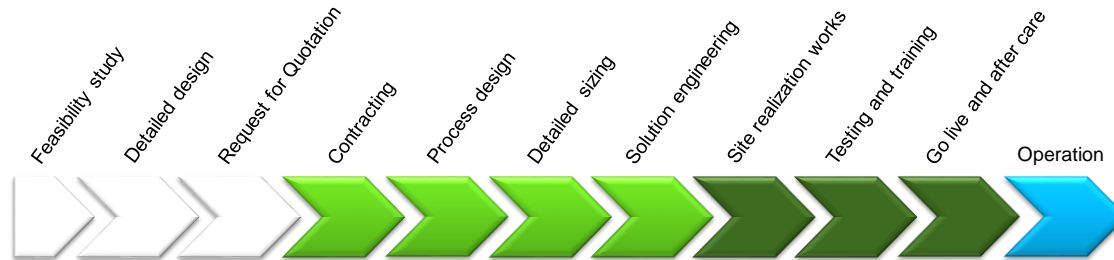 Feasibility study
Detailed design
Request for Quotation
Contracting
Process design
Detailed  sizing
Solution engineering
Site realization works
Testing and training
Go live and after care
Operation